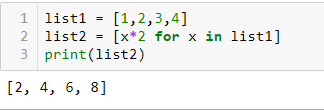 1 list1 = [1,2,3,4]
2 list2 = [x*2 for x in list1]
3 print(list2)
[2, 4, 6, 8]